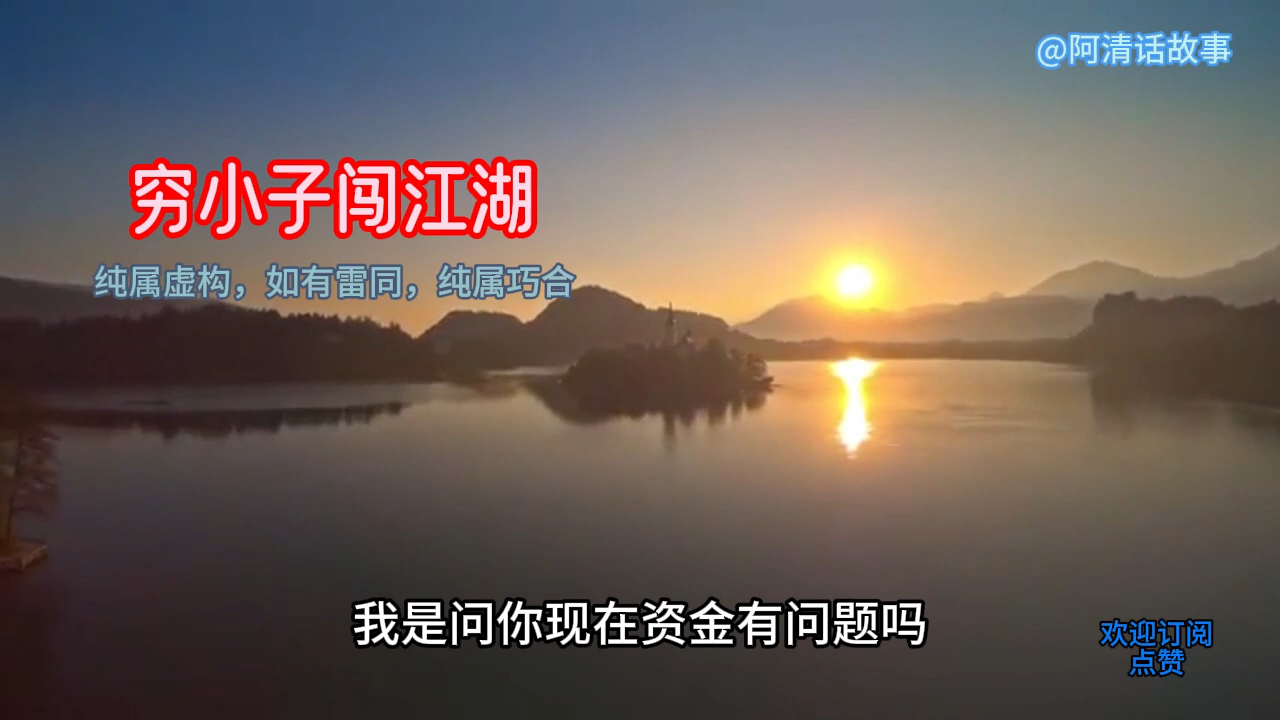 @阿清话故事
穷小子闯江湖
纯属虚构，如有雷同，纯属巧合
我是问你现在资金有问题吗
欢迎订阅
点赞